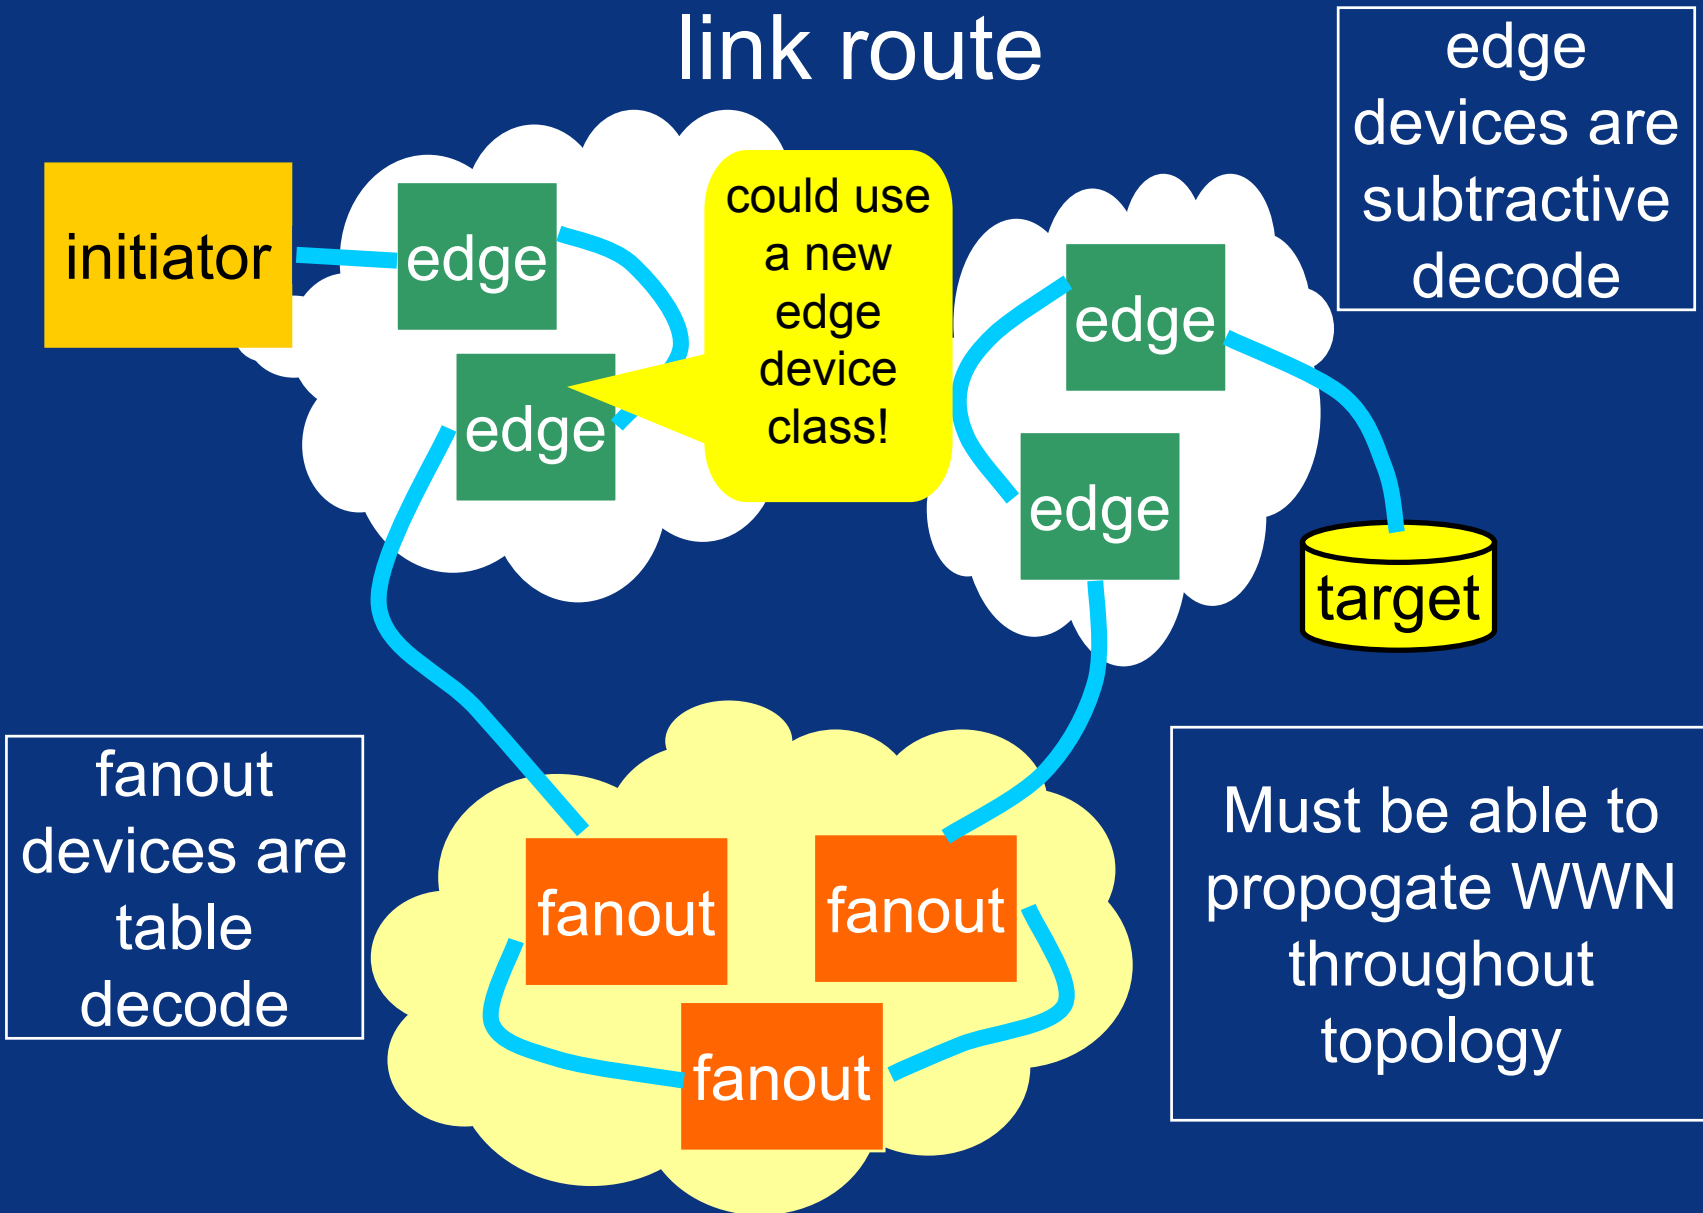 link route
edge
devices are
subtractive
decode
initiator
edge
edge
could use
a new
edge
device
class!
edge
edge
target
fanout
devices are
table
decode
fanout
fanout
fanout
Must be able to
propogate WWN
throughout
topology